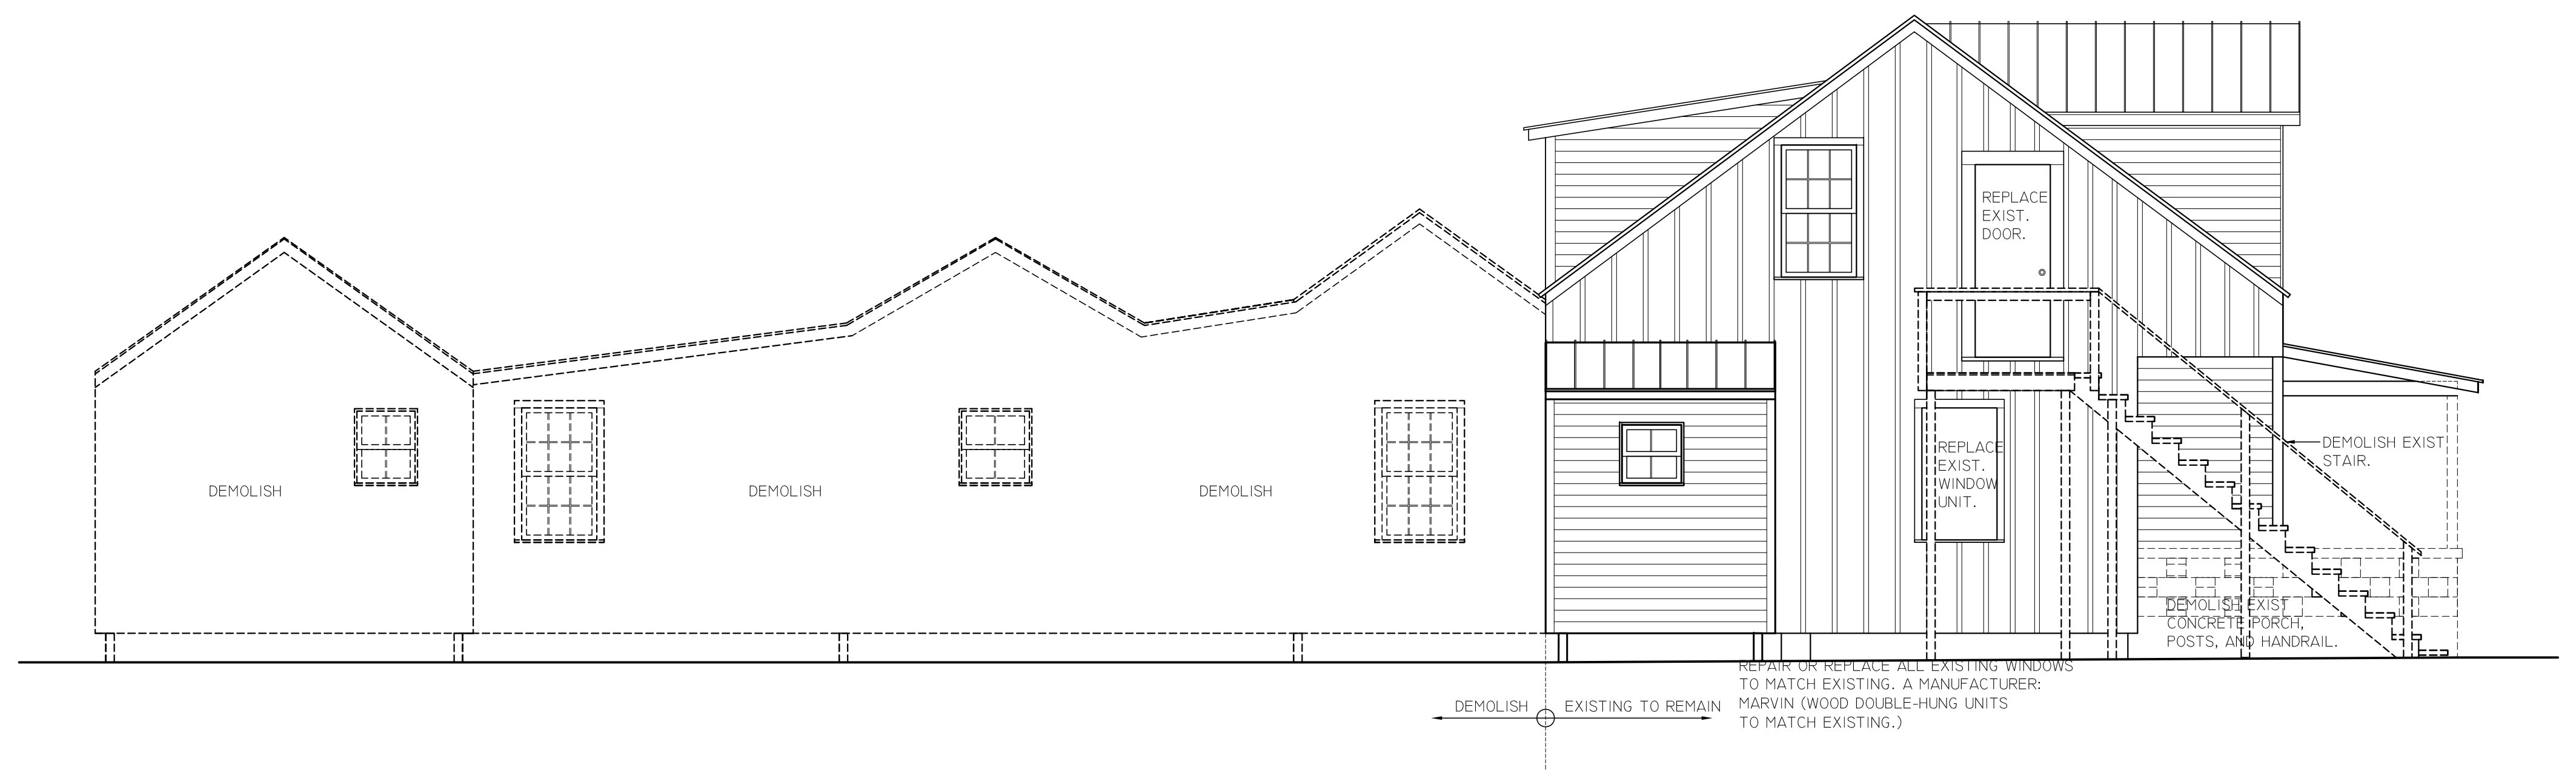 REPLACE
EXIST.
DOOR.
REPLACE
EXIST.
WINDOW
UNIT.
DEMOLISH EXIST
STAIR.
DEMOLISH
DEMOLISH
DEMOLISH
DEMOLISH EXIST
CONCRETE PORCH,
POSTS, AND HANDRAIL.
REPAIR OR REPLACE ALL EXISTING WINDOWS
TO MATCH EXISTING. A MANUFACTURER:
MARVIN (WOOD DOUBLE-HUNG UNITS
TO MATCH EXISTING.)
DEMOLISH
EXISTING TO REMAIN